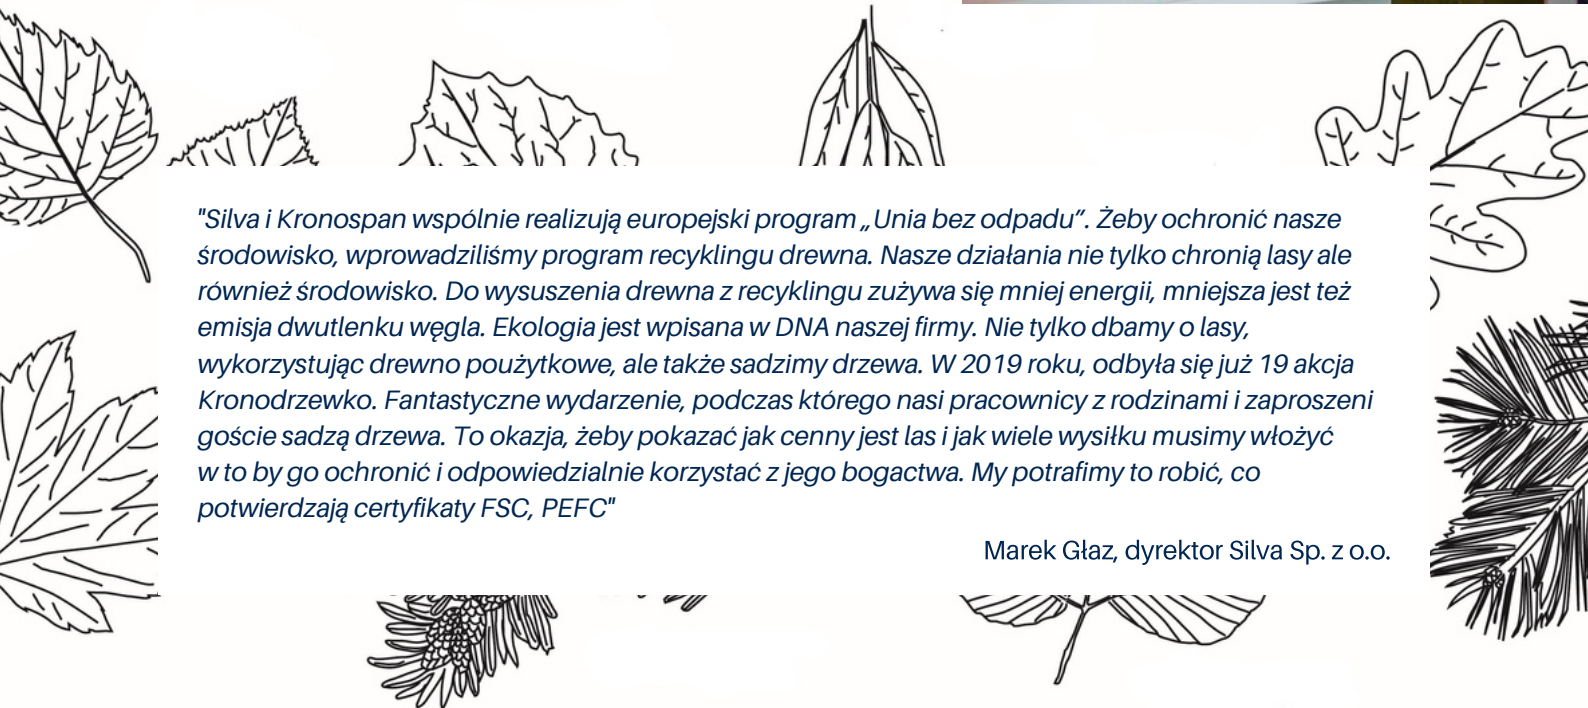 "Silva i Kronospan wspólnie realizują europejski program „Unia bez odpadu”. Żeby ochronić nasze
środowisko, wprowadziliśmy program recyklingu drewna. Nasze działania nie tylko chronią lasy ale
również środowisko. Do wysuszenia drewna z recyklingu zużywa się mniej energii, mniejsza jest też
emisja dwutlenku węgla. Ekologia jest wpisana w DNA naszej firmy. Nie tylko dbamy o lasy,
wykorzystując drewno poużytkowe, ale także sadzimy drzewa. W 2019 roku, odbyła się już 19 akcja
Kronodrzewko. Fantastyczne wydarzenie, podczas którego nasi pracownicy z rodzinami i zaproszeni
goście sadzą drzewa. To okazja, żeby pokazać jak cenny jest las i jak wiele wysiłku musimy włożyć
w to by go ochronić i odpowiedzialnie korzystać z jego bogactwa. My potrafimy to robić, co
potwierdzają certyfikaty FSC, PEFC"
Marek Głaz, dyrektor Silva Sp. z o.o.